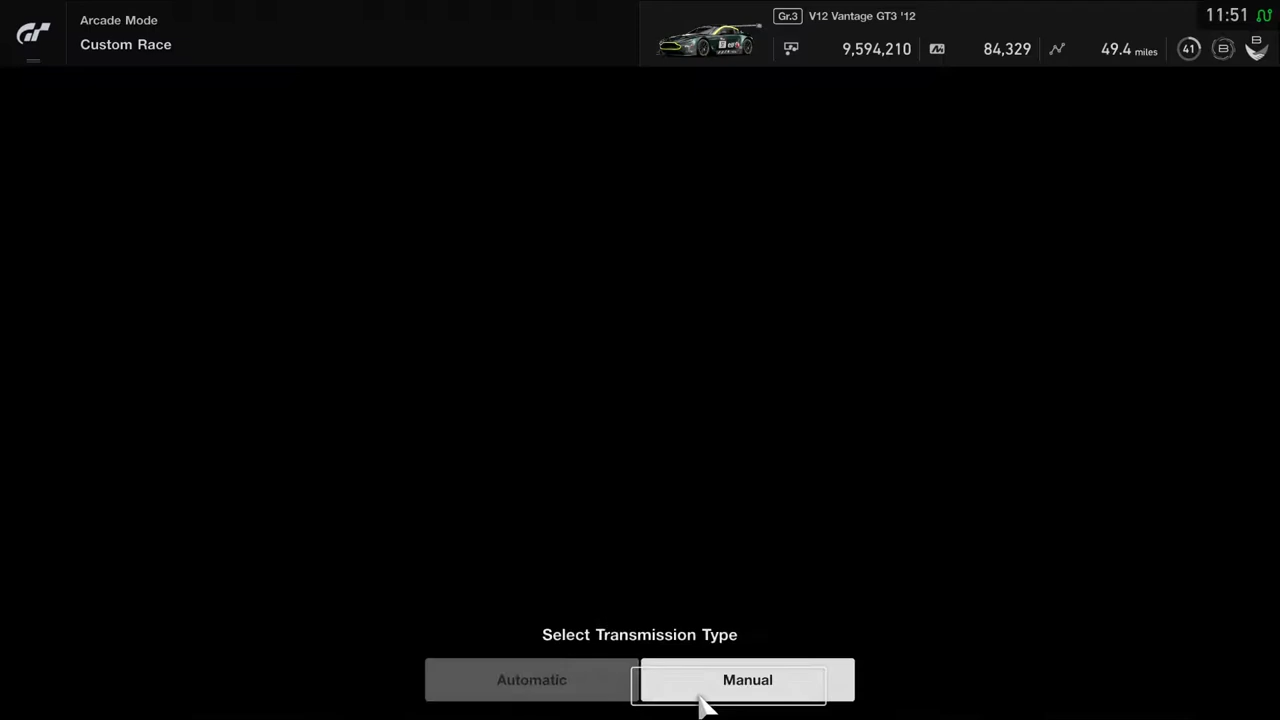 Arcade Mode
Custom Race
Gr.3 V12 Vantage GT3 '12
9,594,210 84,329 49.4 miles 41 B B
11:51
Select Transmission Type
Automatic Manual